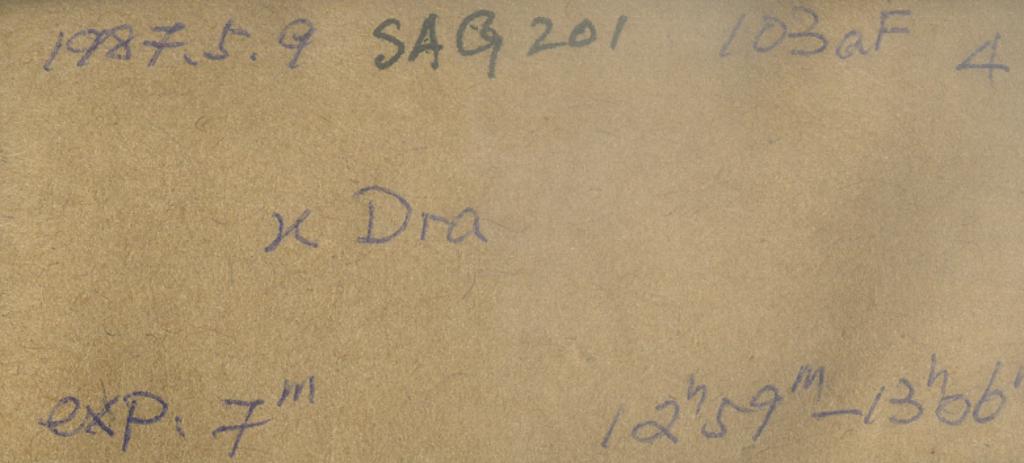 1987.5.9 SAG 201 103aF 4
ϰ Dra
exp. 7ᵐ 12ʰ59ᵐ–13ʰ06ᵐ